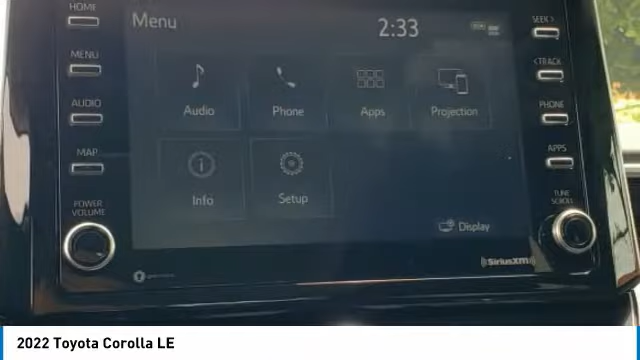 HOME
Menu
2:33
SEEK >
MENU
< TRACK
AUDIO
Audio
Phone
Apps
Projection
PHONE
MAP
APPS
Info
Setup
POWER
VOLUME
TUNE
SCROLL
Display
SiriusXM
2022 Toyota Corolla LE